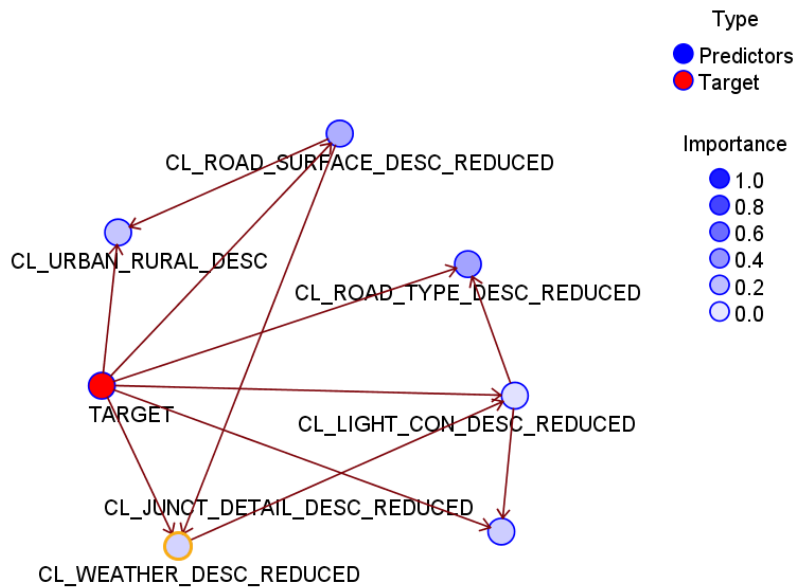 Type
Predictors
Target
Importance
1.0
0.8
0.6
0.4
0.2
0.0
CL_ROAD_SURFACE_DESC_REDUCED
CL_URBAN_RURAL_DESC
CL_ROAD_TYPE_DESC_REDUCED
TARGET
CL_LIGHT_CON_DESC_REDUCED
CL_JUNCT_DETAIL_DESC_REDUCED
CL_WEATHER_DESC_REDUCED